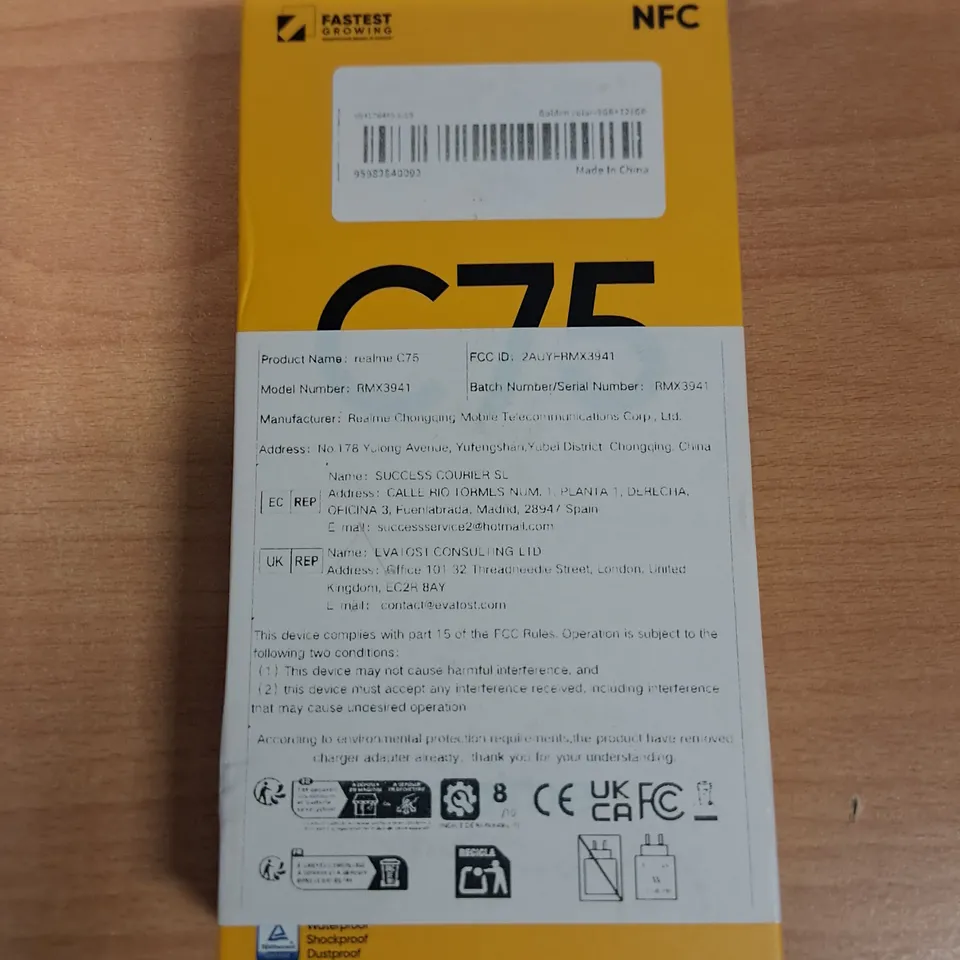 FASTEST
GROWING
NFC
Made In China
C75
Product Name: realme C75
FCC ID: 2AUYFRMX3941
Model Number: RMX3941
Batch Number/Serial Number: RMX3941
Manufacturer: Realme Chongqing Mobile Telecommunications Corp., Ltd.
Address: No.178 Yulong Avenue, Yufengshan,Yubei District, Chongqing, China
Name: SUCCESS COURIER SL
EC REP
Address: CALLE RIO TORMES NUM. 1, PLANTA 1, DERECHA,
OFICINA 3, Fuenlabrada, Madrid, 28947 Spain
E-mail: successservice2@hotmail.com
UK REP
Name: EVATOST CONSULTING LTD
Address: Office 101 32 Threadneedle Street, London, United
Kingdom, EC2R 8AY
E-mail: contact@evatost.com
This device complies with part 15 of the FCC Rules. Operation is subject to the
following two conditions:
(1) This device may not cause harmful interference, and
(2) this device must accept any interference received, including interference
that may cause undesired operation
According to environmental protection requirements,the product have removed
charger adapter already, thank you for your understanding.
8
/10
CE
UK
CA
FC
RECICLA
Waterproof
Shockproof
Dustproof